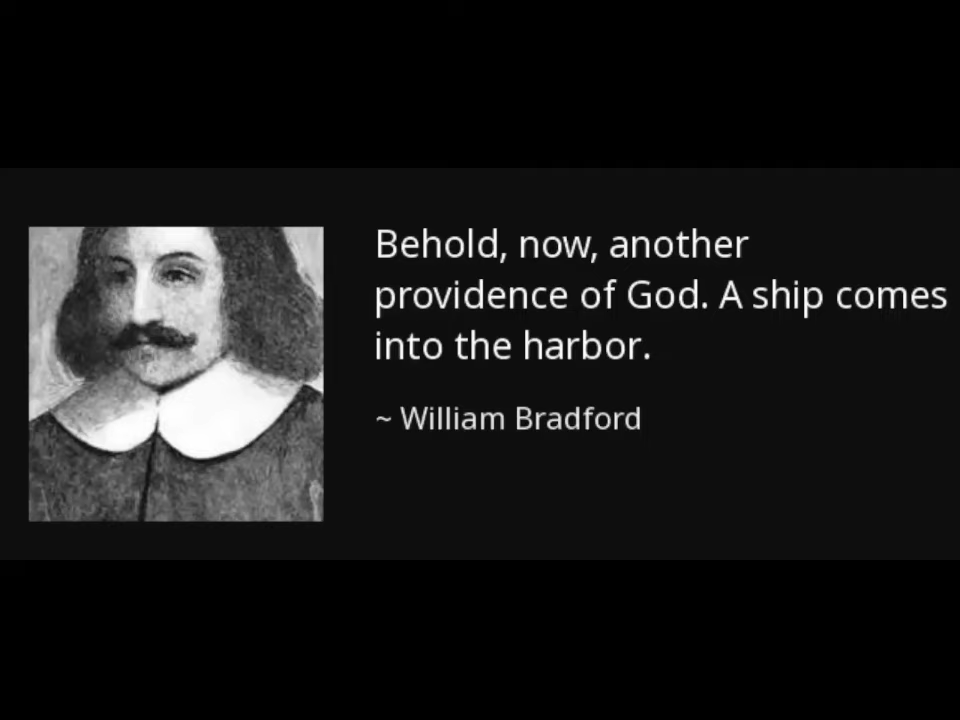 Behold, now, another
providence of God. A ship comes
into the harbor.
~ William Bradford